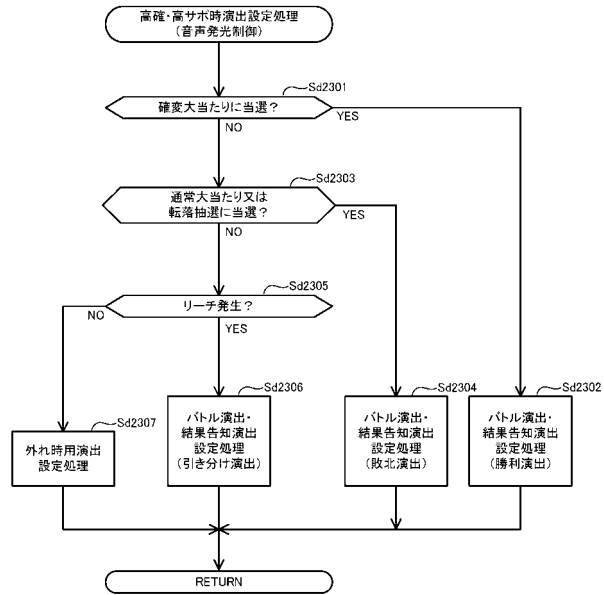 高確・高サポ時演出設定処理
(音声発光制御)
Sd2301
確変大当たりに当選？
YES
NO
Sd2303
通常大当たり又は
転落抽選に当選？
YES
NO
Sd2305
リーチ発生？
NO
YES
Sd2307
外れ時用演出
設定処理
Sd2306
バトル演出・
結果告知演出
設定処理
(引き分け演出)
Sd2304
バトル演出・
結果告知演出
設定処理
(敗北演出)
Sd2302
バトル演出・
結果告知演出
設定処理
(勝利演出)
RETURN